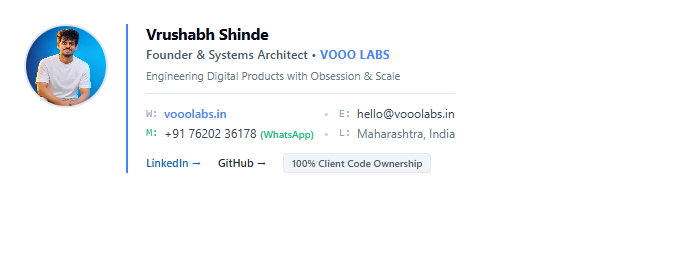 Vrushabh Shinde
Founder & Systems Architect • VOOO LABS
Engineering Digital Products with Obsession & Scale
W: vooolabs.in • E: hello@vooolabs.in
M: +91 76202 36178 (WhatsApp) • L: Maharashtra, India
LinkedIn → GitHub → 100% Client Code Ownership